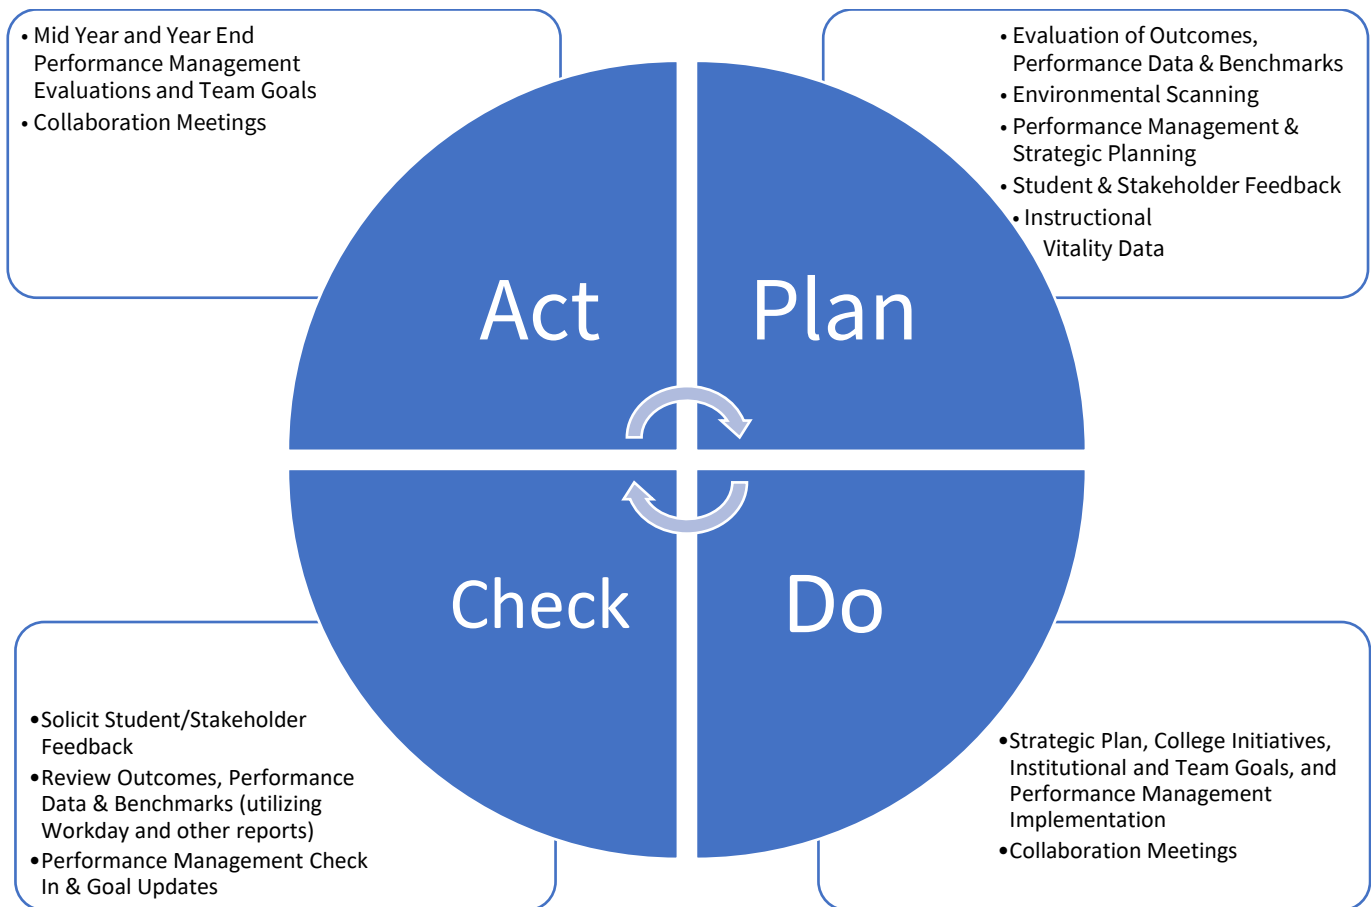 • Mid Year and Year End
Performance Management
Evaluations and Team Goals
• Collaboration Meetings
• Evaluation of Outcomes,
Performance Data & Benchmarks
• Environmental Scanning
• Performance Management &
Strategic Planning
• Student & Stakeholder Feedback
• Instructional
Vitality Data
Act
Plan
Check
Do
•Solicit Student/Stakeholder
Feedback
•Review Outcomes, Performance
Data & Benchmarks (utilizing
Workday and other reports)
•Performance Management Check
In & Goal Updates
•Strategic Plan, College Initiatives,
Institutional and Team Goals, and
Performance Management
Implementation
•Collaboration Meetings